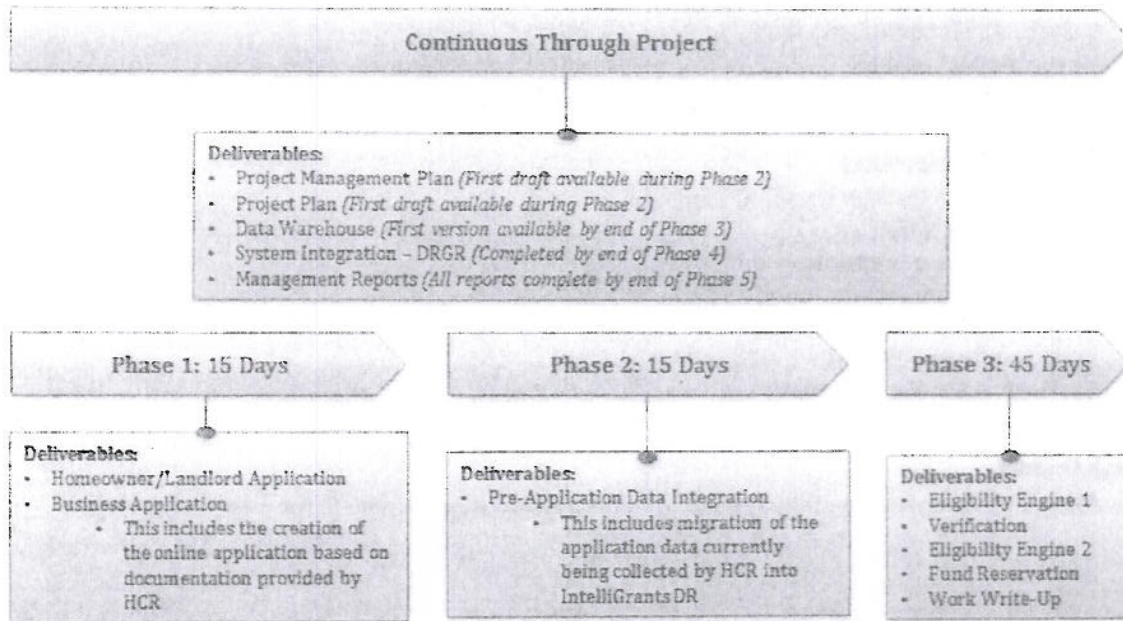 Continuous Through Project
Deliverables:
• Project Management Plan (First draft available during Phase 2)
• Project Plan (First draft available during Phase 2)
• Data Warehouse (First version available by end of Phase 3)
• System Integration – DRGR (Completed by end of Phase 4)
• Management Reports (All reports complete by end of Phase 5)
Phase 1: 15 Days
Deliverables:
• Homeowner/Landlord Application
• Business Application
• This includes the creation of
the online application based on
documentation provided by
HCR
Phase 2: 15 Days
Deliverables:
• Pre-Application Data Integration
• This includes migration of the
application data currently
being collected by HCR into
IntelliGrants DR
Phase 3: 45 Days
Deliverables:
• Eligibility Engine 1
• Verification
• Eligibility Engine 2
• Fund Reservation
• Work Write-Up